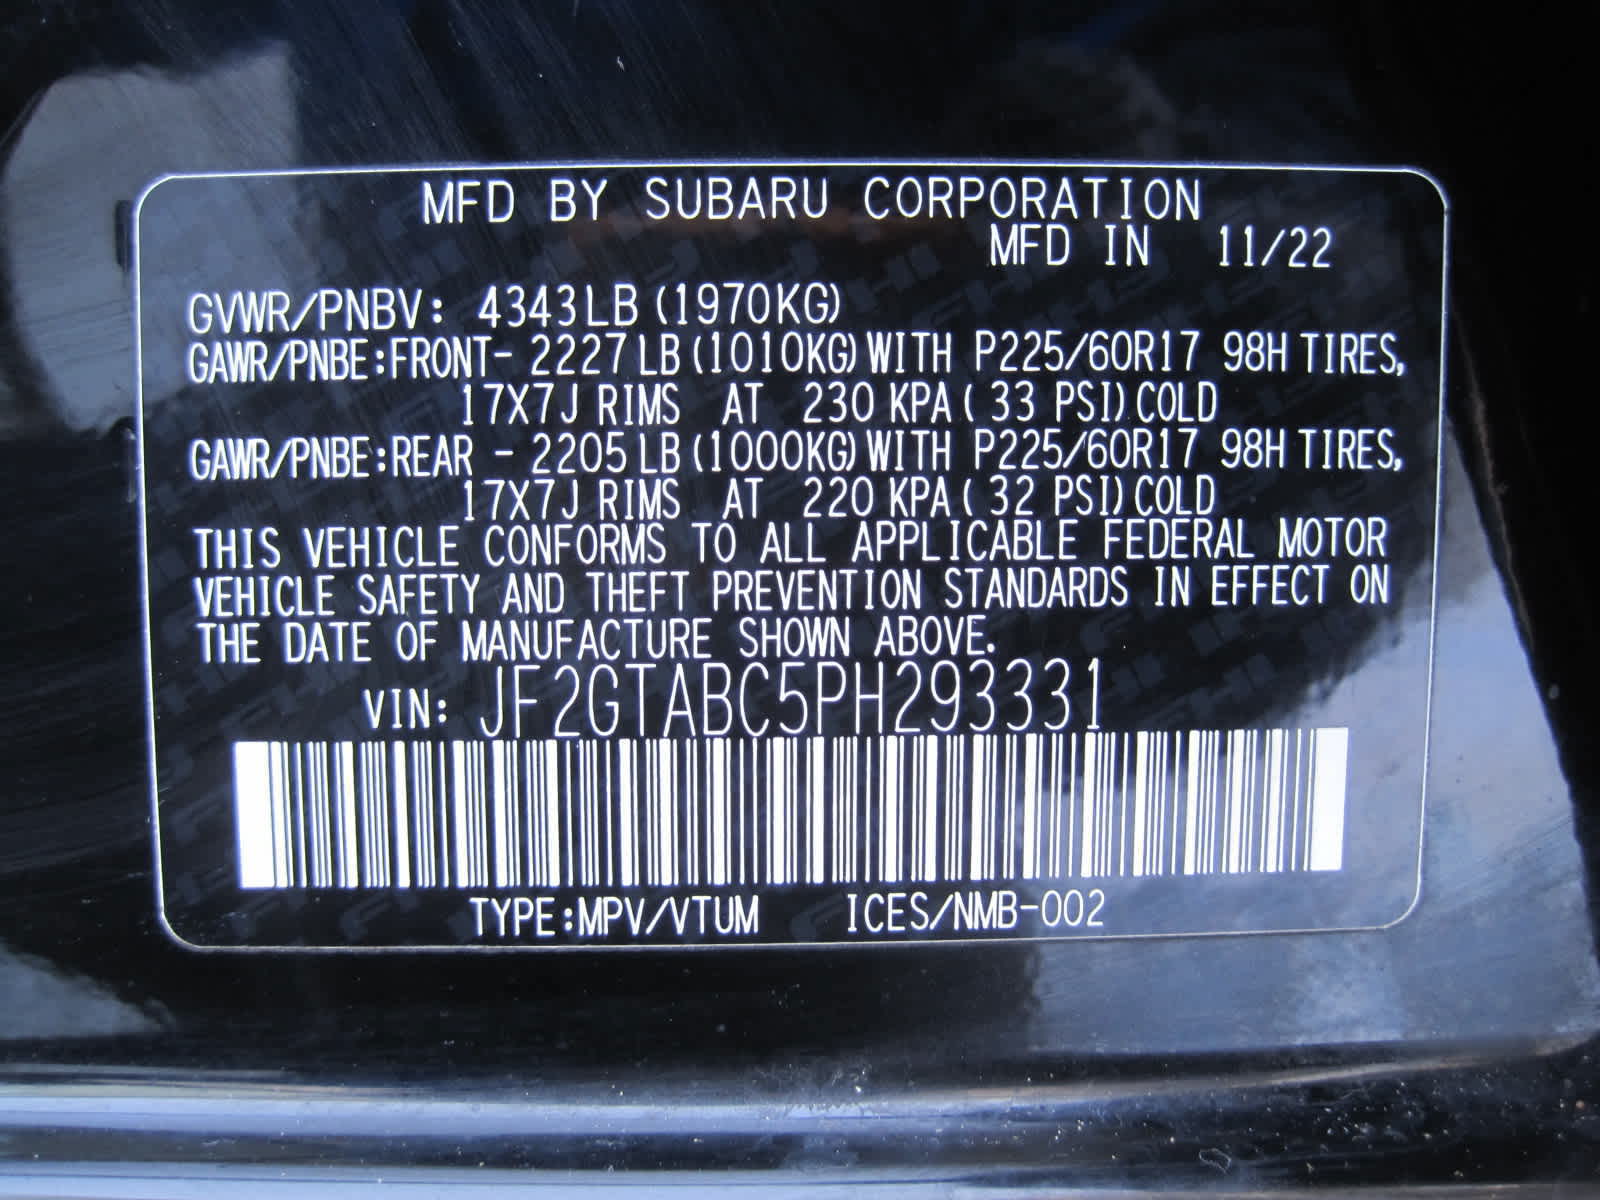 MFD BY SUBARU CORPORATION
MFD IN 11/22
GVWR/PNBV: 4343LB (1970KG)
GAWR/PNBE:FRONT- 2227LB (1010KG) WITH P225/60R17 98H TIRES,
17X7J RIMS AT 230 KPA ( 33 PSI) COLD
GAWR/PNBE:REAR - 2205LB (1000KG) WITH P225/60R17 98H TIRES,
17X7J RIMS AT 220 KPA ( 32 PSI) COLD
THIS VEHICLE CONFORMS TO ALL APPLICABLE FEDERAL MOTOR
VEHICLE SAFETY AND THEFT PREVENTION STANDARDS IN EFFECT ON
THE DATE OF MANUFACTURE SHOWN ABOVE.
VIN: JF2GTABC5PH293331
TYPE:MPV/VTUM ICES/NMB-002